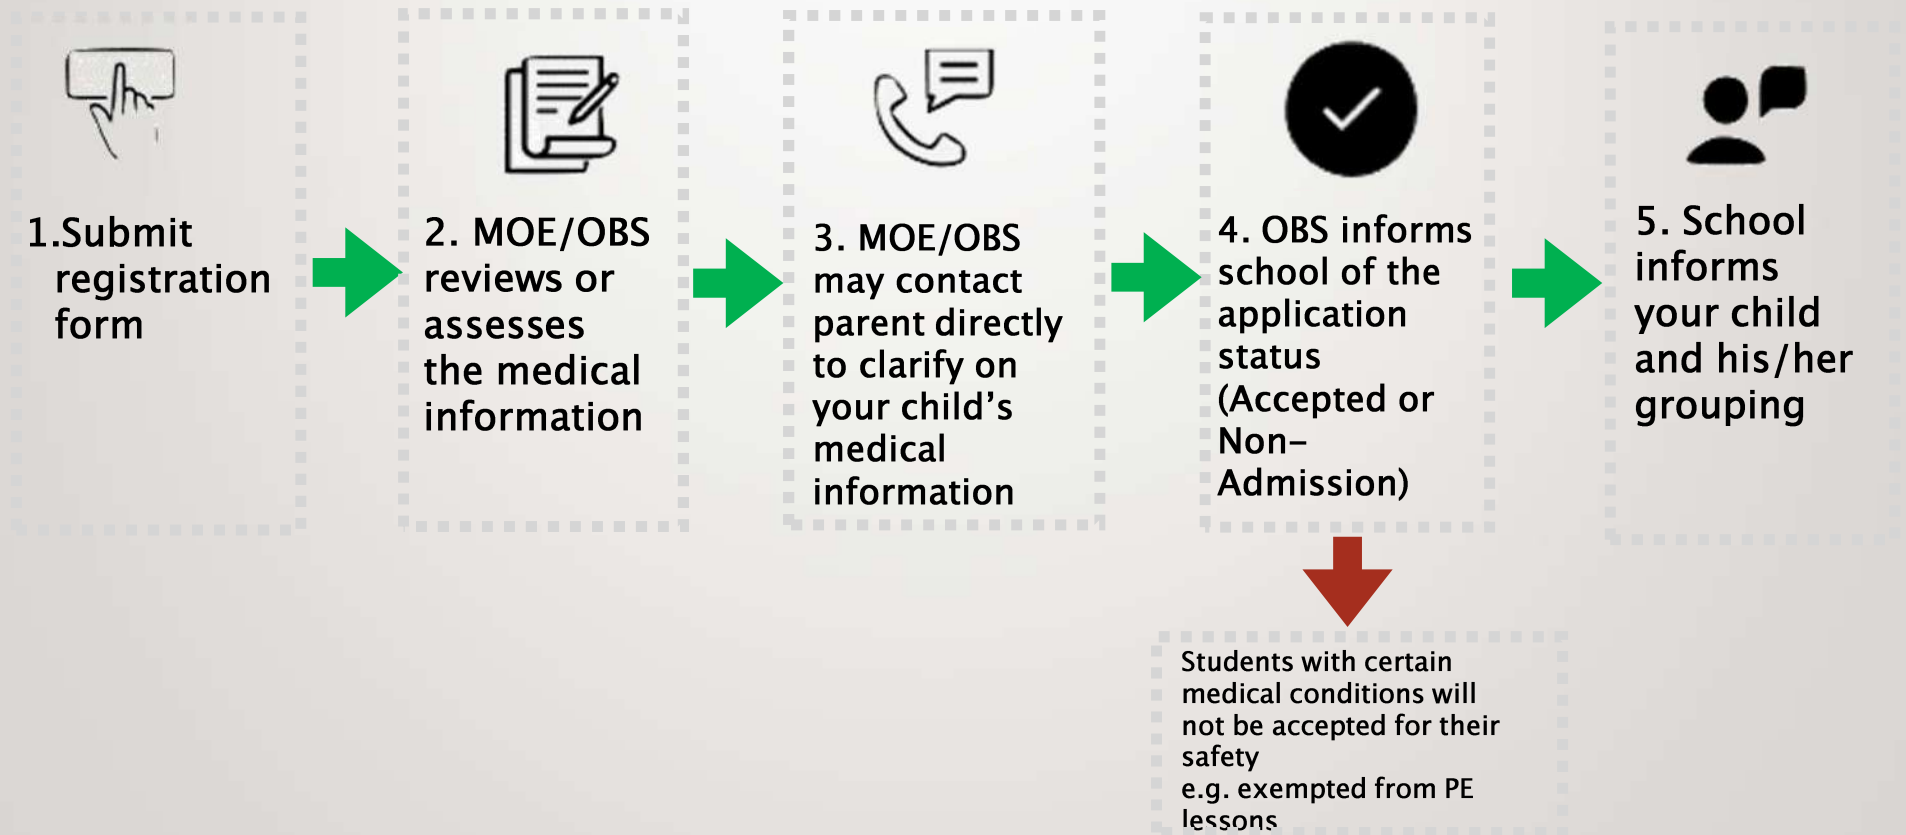 1.Submit
registration
form
2. MOE/OBS
reviews or
assesses
the medical
information
3. MOE/OBS
may contact
parent directly
to clarify on
your child’s
medical
information
4. OBS informs
school of the
application
status
(Accepted or
Non-
Admission)
5. School
informs
your child
and his/her
grouping
Students with certain
medical conditions will
not be accepted for their
safety
e.g. exempted from PE
lessons